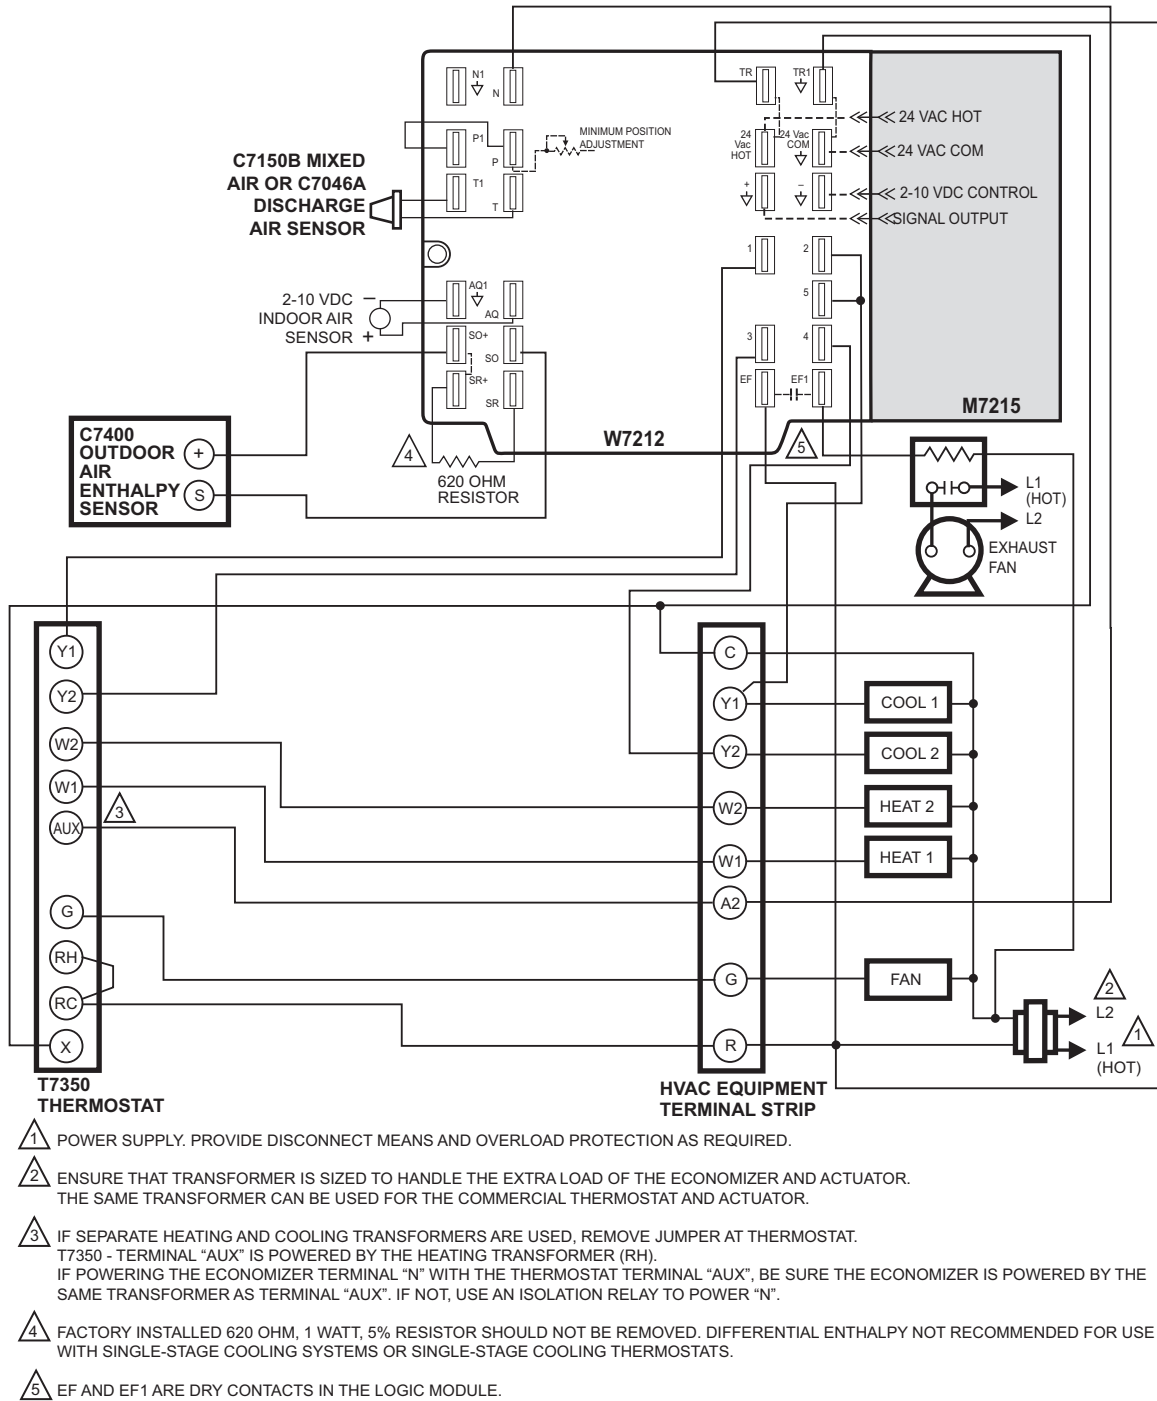 N1
N
TR
TR1
24 VAC HOT
P1
P
MINIMUM POSITION
ADJUSTMENT
24
Vac
HOT
24 Vac
COM
24 VAC COM
C7150B MIXED
AIR OR C7046A
DISCHARGE
AIR SENSOR
T1
T
+
–
2-10 VDC CONTROL
SIGNAL OUTPUT
1
2
2-10 VDC
INDOOR AIR
SENSOR
–
+
AQ1
AQ
5
SO+
SO
3
4
SR+
SR
EF
EF1
M7215
W7212
C7400
OUTDOOR
AIR
ENTHALPY
SENSOR
+
S
4
620 OHM
RESISTOR
5
L1
(HOT)
L2
EXHAUST
FAN
Y1
Y2
W2
W1
AUX
3
G
RH
RC
X
T7350
THERMOSTAT
C
Y1
Y2
W2
W1
A2
G
R
HVAC EQUIPMENT
TERMINAL STRIP
COOL 1
COOL 2
HEAT 2
HEAT 1
FAN
2
L2
1
L1
(HOT)
1 POWER SUPPLY. PROVIDE DISCONNECT MEANS AND OVERLOAD PROTECTION AS REQUIRED.
2 ENSURE THAT TRANSFORMER IS SIZED TO HANDLE THE EXTRA LOAD OF THE ECONOMIZER AND ACTUATOR.
THE SAME TRANSFORMER CAN BE USED FOR THE COMMERCIAL THERMOSTAT AND ACTUATOR.
3 IF SEPARATE HEATING AND COOLING TRANSFORMERS ARE USED, REMOVE JUMPER AT THERMOSTAT.
T7350 - TERMINAL “AUX” IS POWERED BY THE HEATING TRANSFORMER (RH).
IF POWERING THE ECONOMIZER TERMINAL “N” WITH THE THERMOSTAT TERMINAL “AUX”, BE SURE THE ECONOMIZER IS POWERED BY THE
SAME TRANSFORMER AS TERMINAL “AUX”. IF NOT, USE AN ISOLATION RELAY TO POWER “N”.
4 FACTORY INSTALLED 620 OHM, 1 WATT, 5% RESISTOR SHOULD NOT BE REMOVED. DIFFERENTIAL ENTHALPY NOT RECOMMENDED FOR USE
WITH SINGLE-STAGE COOLING SYSTEMS OR SINGLE-STAGE COOLING THERMOSTATS.
5 EF AND EF1 ARE DRY CONTACTS IN THE LOGIC MODULE.